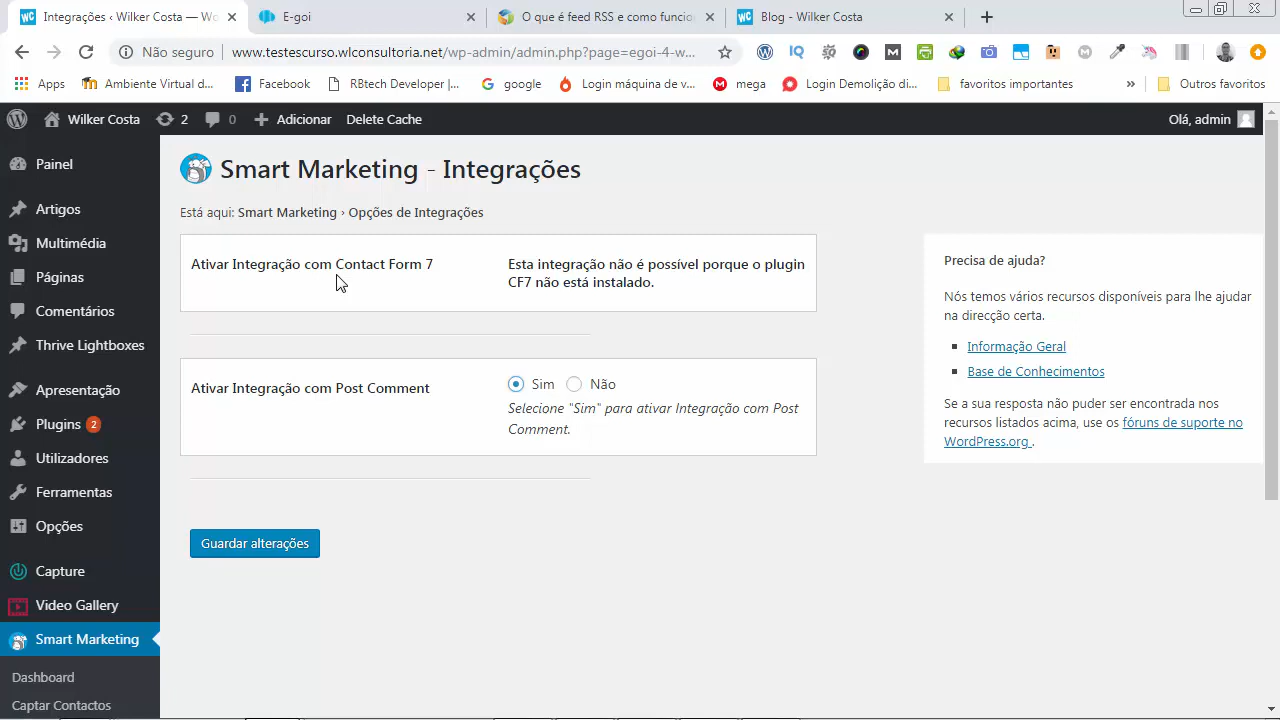 Integrações ‹ Wilker Costa — Wo
E-goi
O que é feed RSS e como funcio
Blog - Wilker Costa
Não seguro
www.testescurso.wlconsultoria.net/wp-admin/admin.php?page=egoi-4-w...
Apps
Ambiente Virtual d...
Facebook
RBtech Developer |...
google
Login máquina de v...
mega
Login Demolição di...
favoritos importantes
»
Outros favoritos
Wilker Costa
2
0
Adicionar
Delete Cache
Olá, admin
Painel
Artigos
Multimédia
Páginas
Comentários
Thrive Lightboxes
Apresentação
Plugins 2
Utilizadores
Ferramentas
Opções
Capture
Video Gallery
Smart Marketing
Dashboard
Captar Contactos
Smart Marketing - Integrações
Está aqui: Smart Marketing › Opções de Integrações
Ativar Integração com Contact Form 7
Esta integração não é possível porque o plugin
CF7 não está instalado.
Ativar Integração com Post Comment
Sim Não
Selecione "Sim" para ativar Integração com Post
Comment.
Guardar alterações
Precisa de ajuda?
Nós temos vários recursos disponíveis para lhe ajudar
na direcção certa.
Informação Geral
Base de Conhecimentos
Se a sua resposta não puder ser encontrada nos
recursos listados acima, use os fóruns de suporte no
WordPress.org .